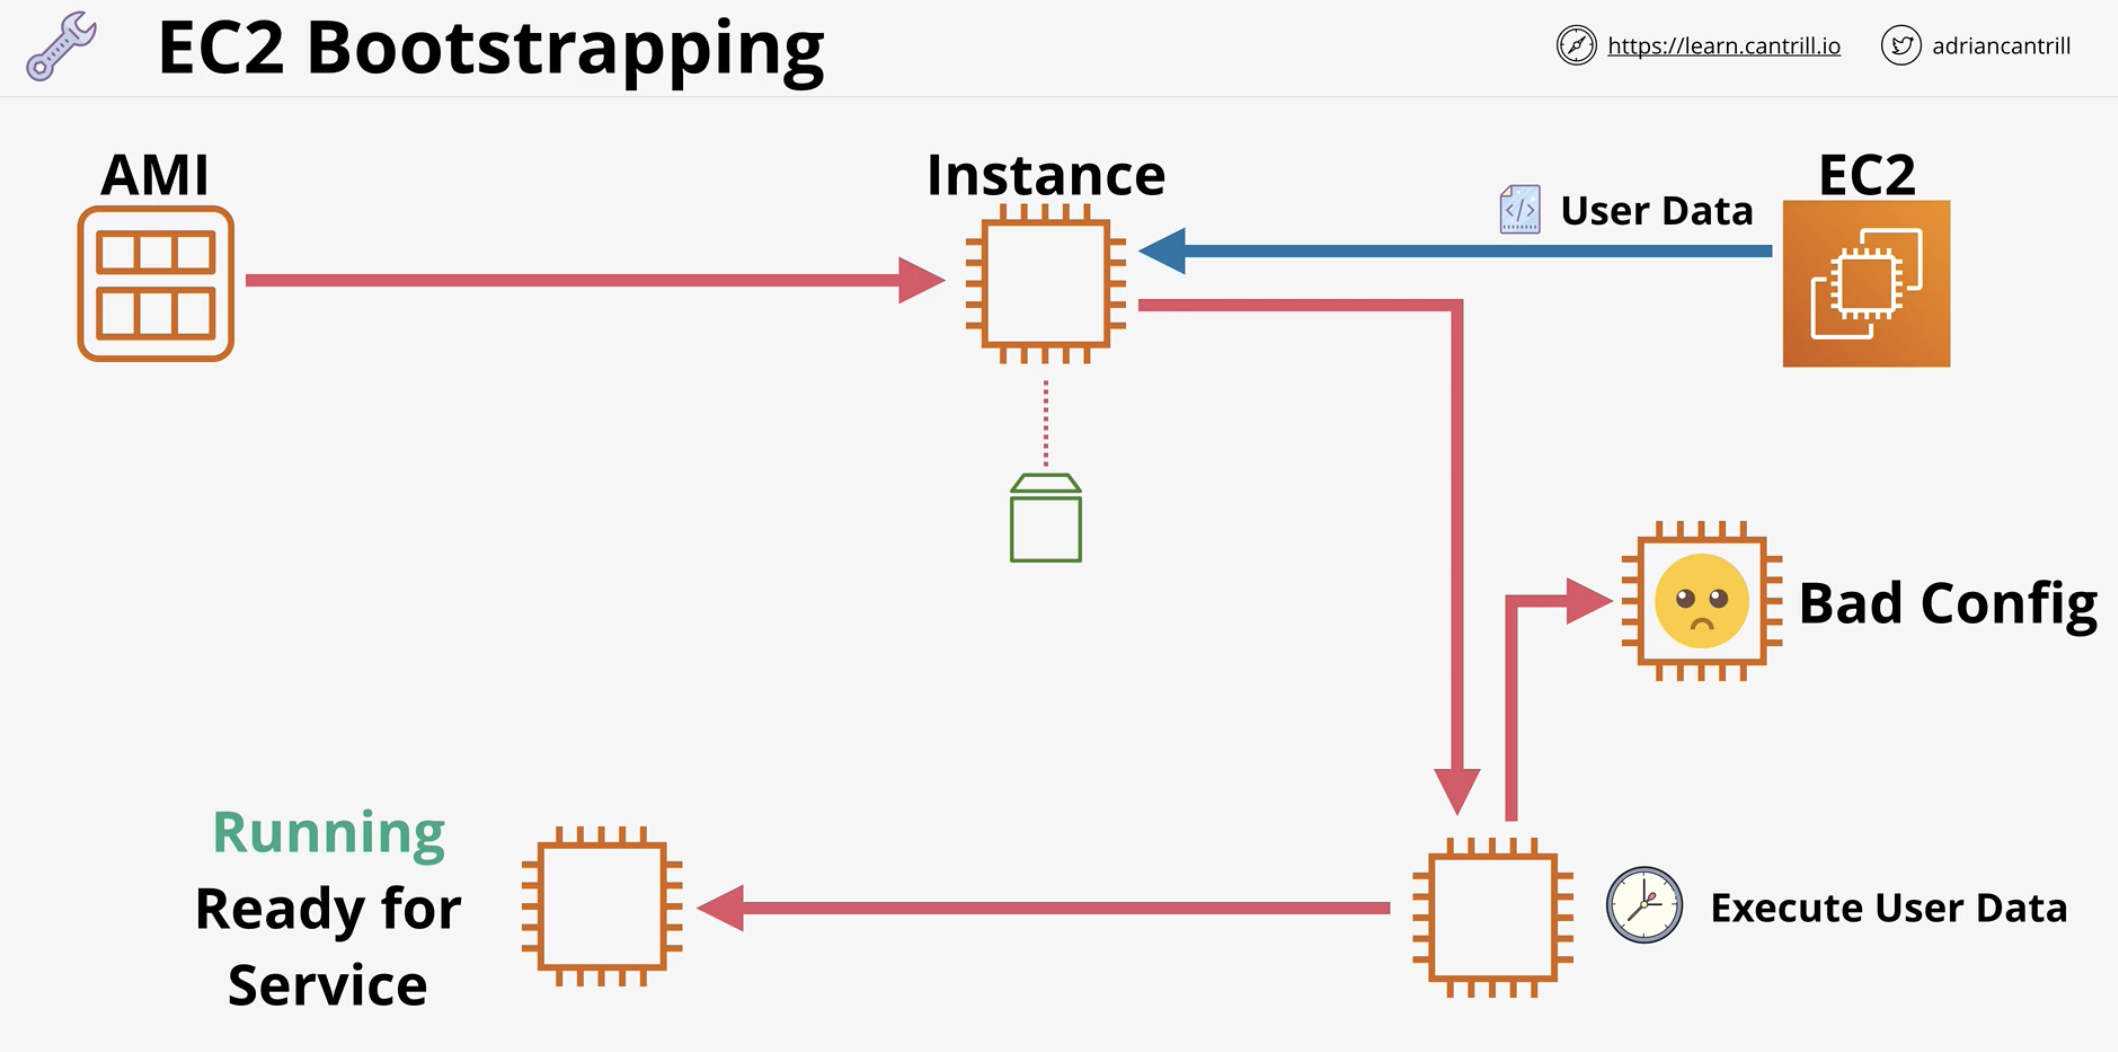 EC2 Bootstrapping
https://learn.cantrill.io
adriancantrill
AMI
Instance
EC2
</> User Data
Bad Config
Running
Ready for
Service
Execute User Data